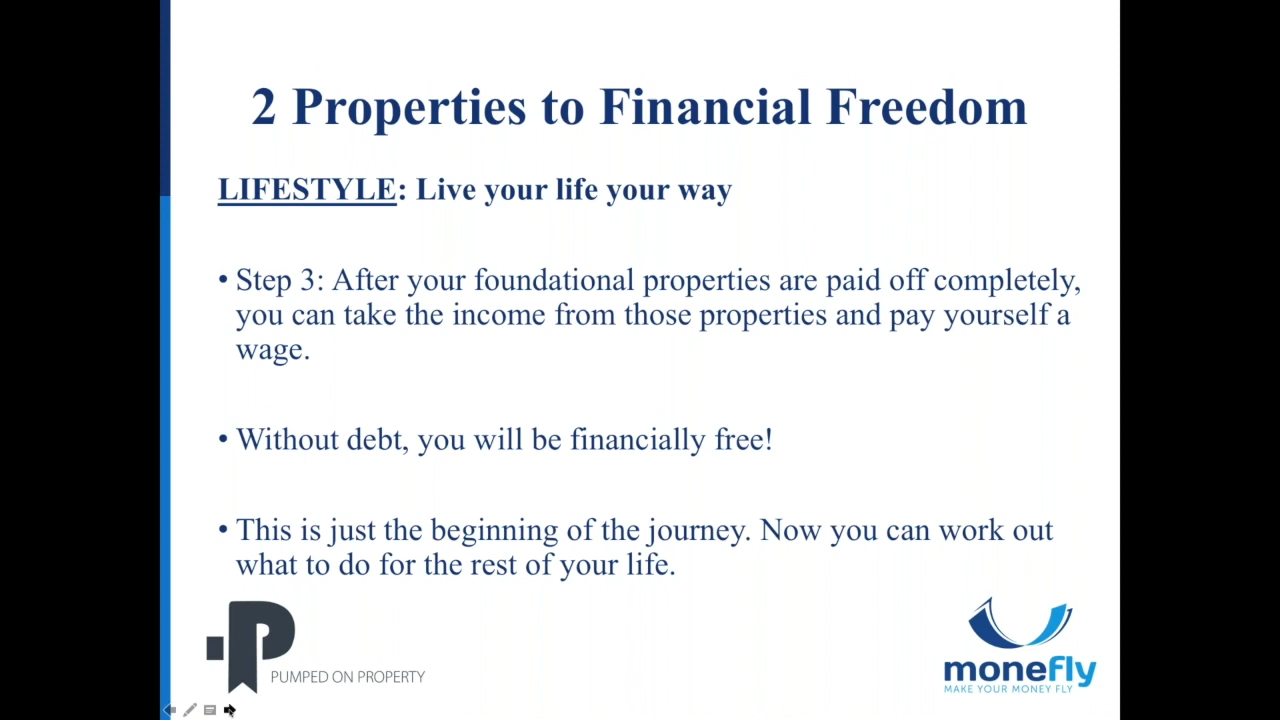 2 Properties to Financial Freedom
LIFESTYLE: Live your life your way
• Step 3: After your foundational properties are paid off completely,
you can take the income from those properties and pay yourself a
wage.
• Without debt, you will be financially free!
• This is just the beginning of the journey. Now you can work out
what to do for the rest of your life.
P
PUMPED ON PROPERTY
monefly
MAKE YOUR MONEY FLY